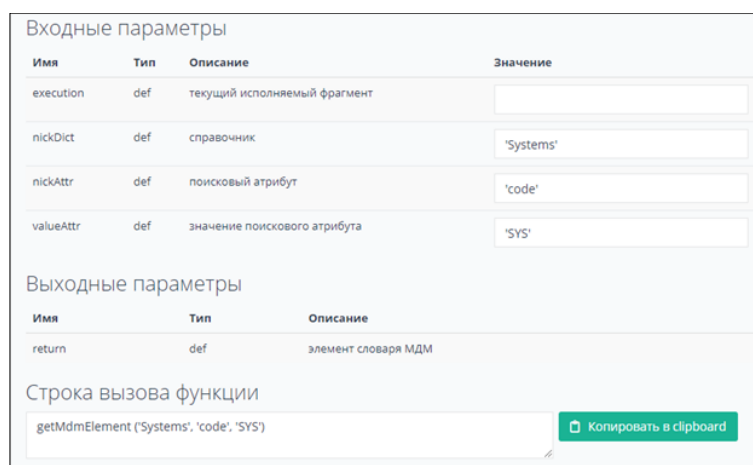 Входные параметры
Имя Тип Описание Значение
execution def текущий исполняемый фрагмент
nickDict def справочник 'Systems'
nickAttr def поисковый атрибут 'code'
valueAttr def значение поискового атрибута 'SYS'
Выходные параметры
Имя Тип Описание
return def элемент словаря МДМ
Строка вызова функции
getMdmElement ('Systems', 'code', 'SYS') Копировать в clipboard